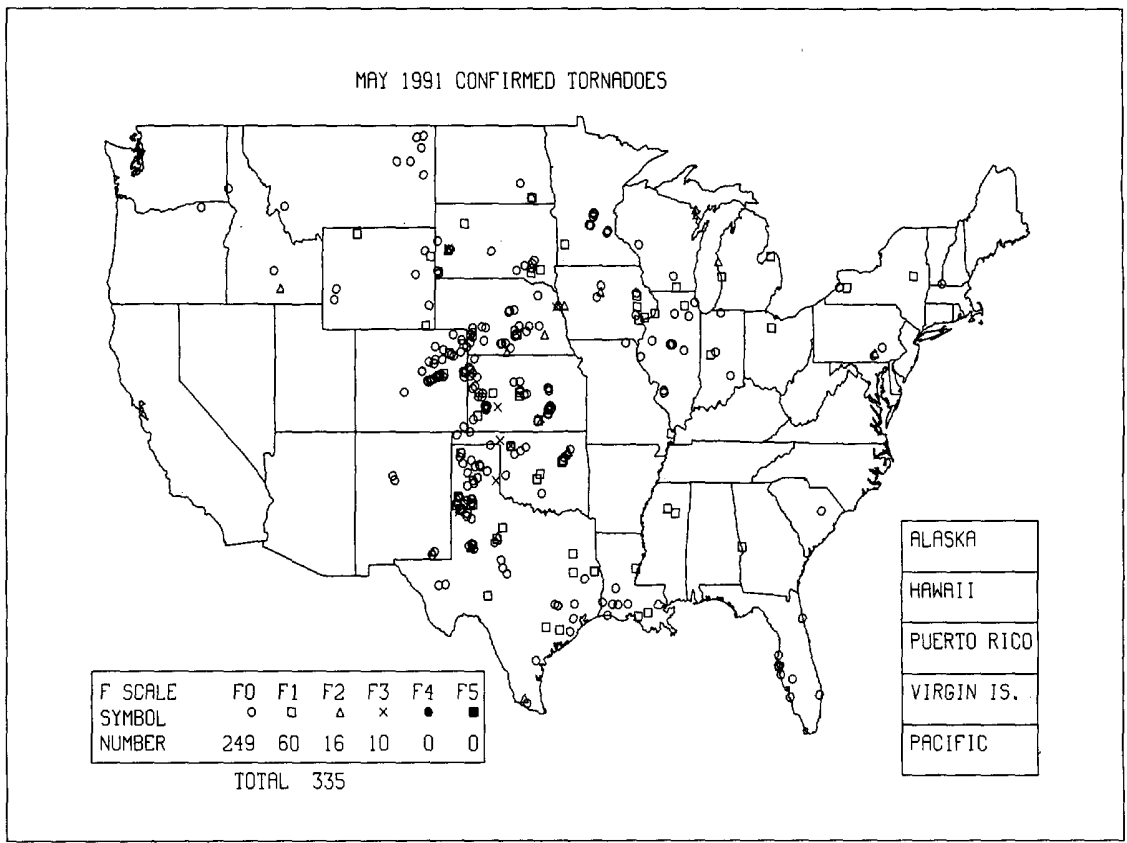 MAY 1991 CONFIRMED TORNADOES
ALASKA
HAWAII
PUERTO RICO
VIRGIN IS.
PACIFIC
F SCALE F0 F1 F2 F3 F4 F5
SYMBOL
NUMBER 249 60 16 10 0 0
TOTAL 335